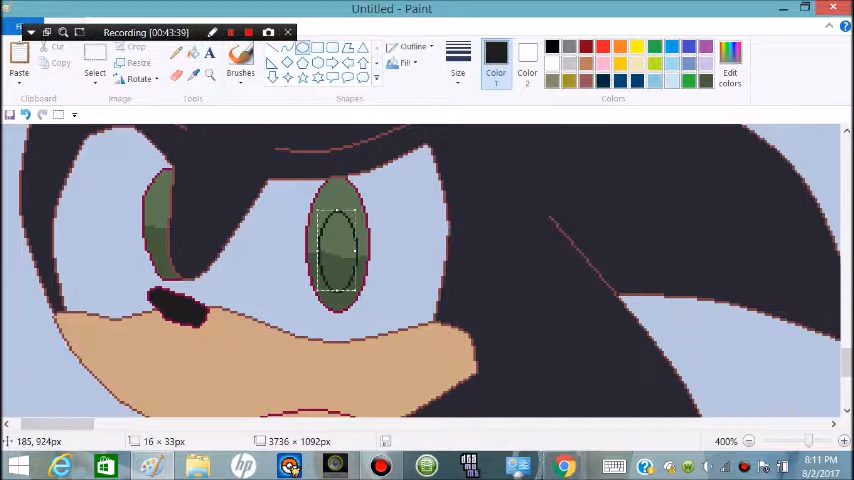 Untitled - Paint
Recording [00:43:39]
Cut
Copy
Paste
Crop
Resize
Rotate
Select
Brushes
Outline
Fill
Size
Color 1
Color 2
Edit colors
Clipboard
Image
Tools
Shapes
Colors
185, 924px
16 × 33px
3736 × 1092px
400%
8:11 PM
8/2/2017